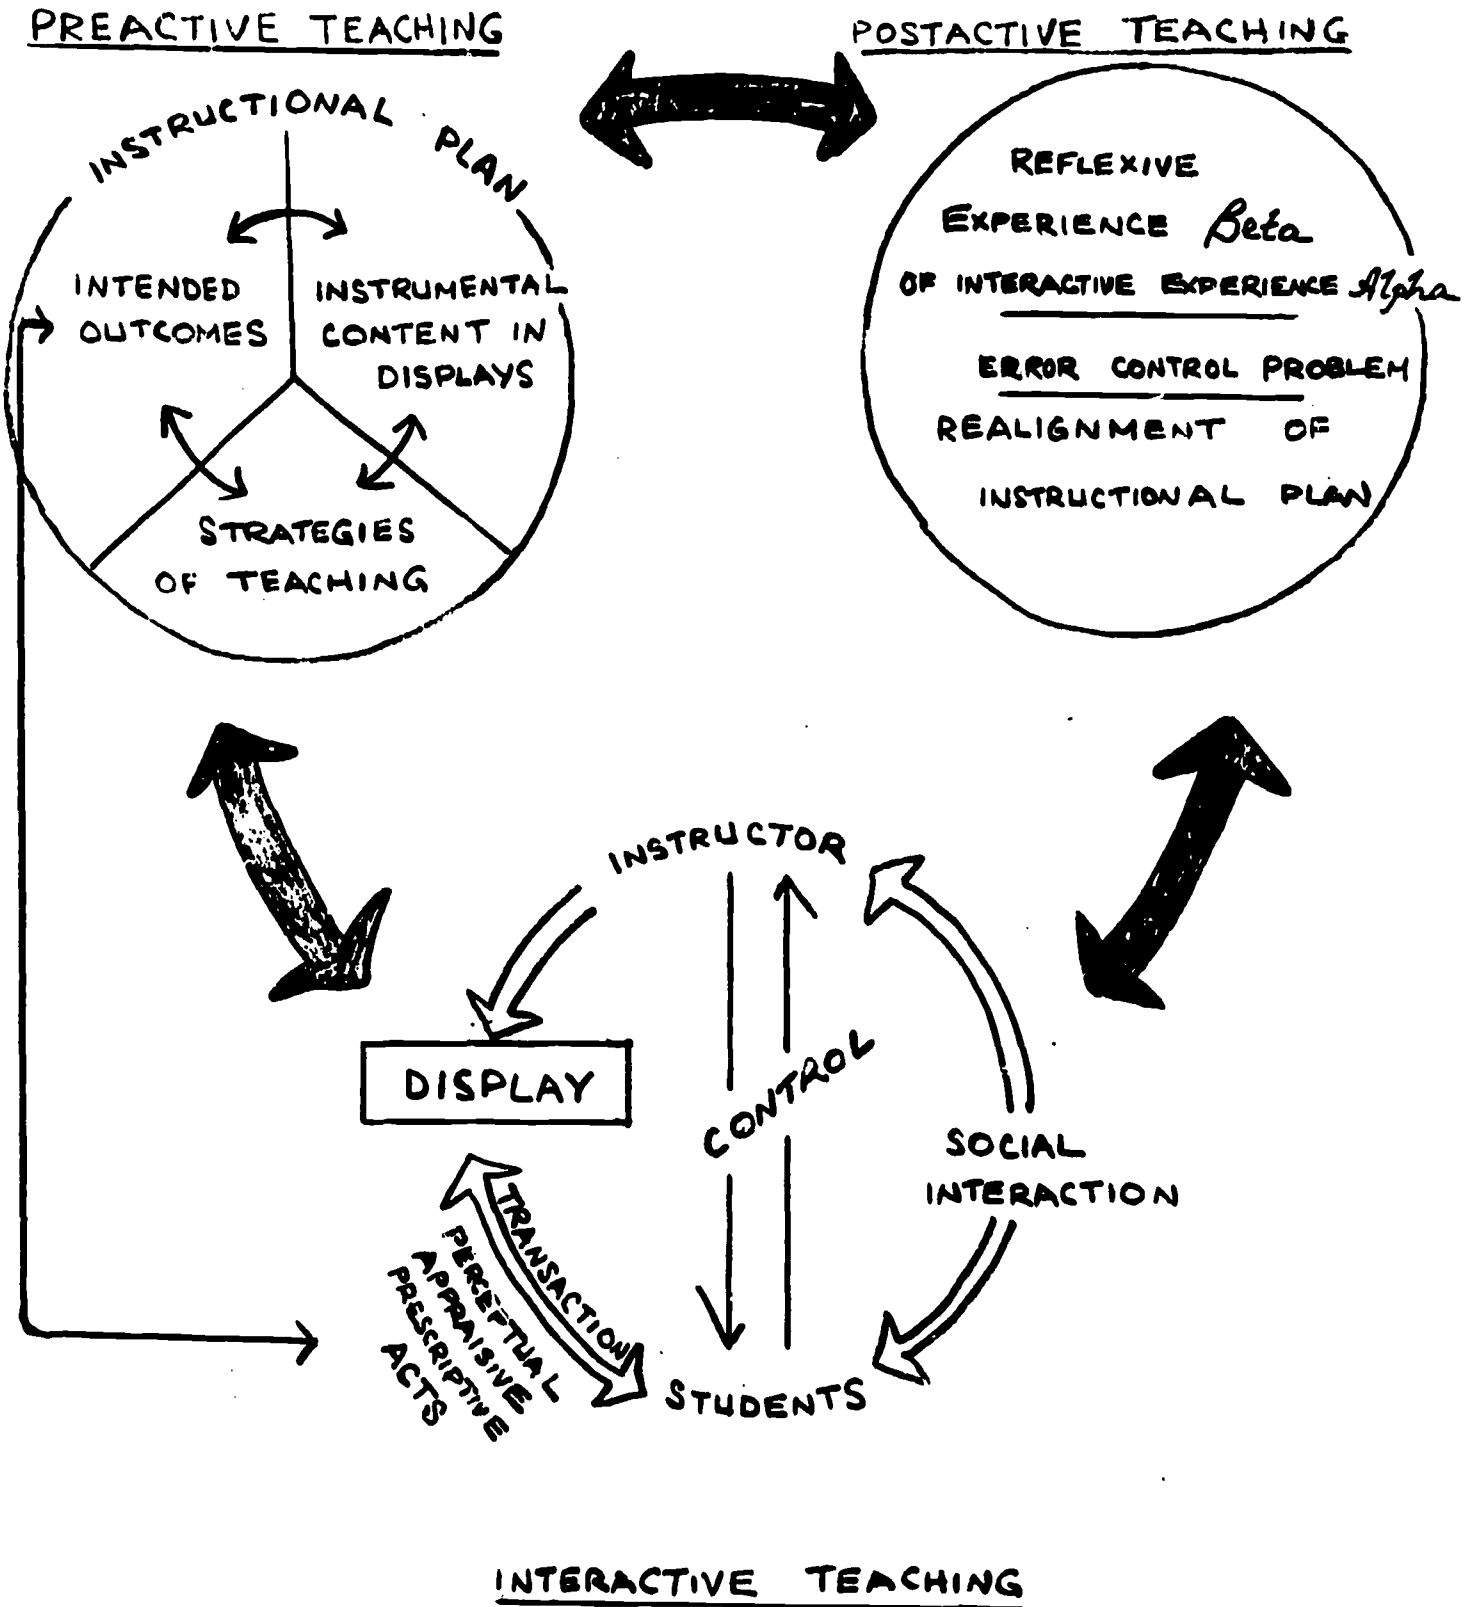 PREACTIVE TEACHING
POSTACTIVE TEACHING
INSTRUCTIONAL PLAN
INTENDED
OUTCOMES
INSTRUMENTAL
CONTENT IN
DISPLAYS
STRATEGIES
OF TEACHING
REFLEXIVE
EXPERIENCE Beta
OF INTERACTIVE EXPERIENCE Alpha
ERROR CONTROL PROBLEM
REALIGNMENT OF
INSTRUCTIONAL PLAN
INSTRUCTOR
DISPLAY
CONTROL
SOCIAL
INTERACTION
TRANSACTION
PERCEPTUAL
APPRAISIVE
PRESCRIPTIVE
ACTS
STUDENTS
INTERACTIVE TEACHING